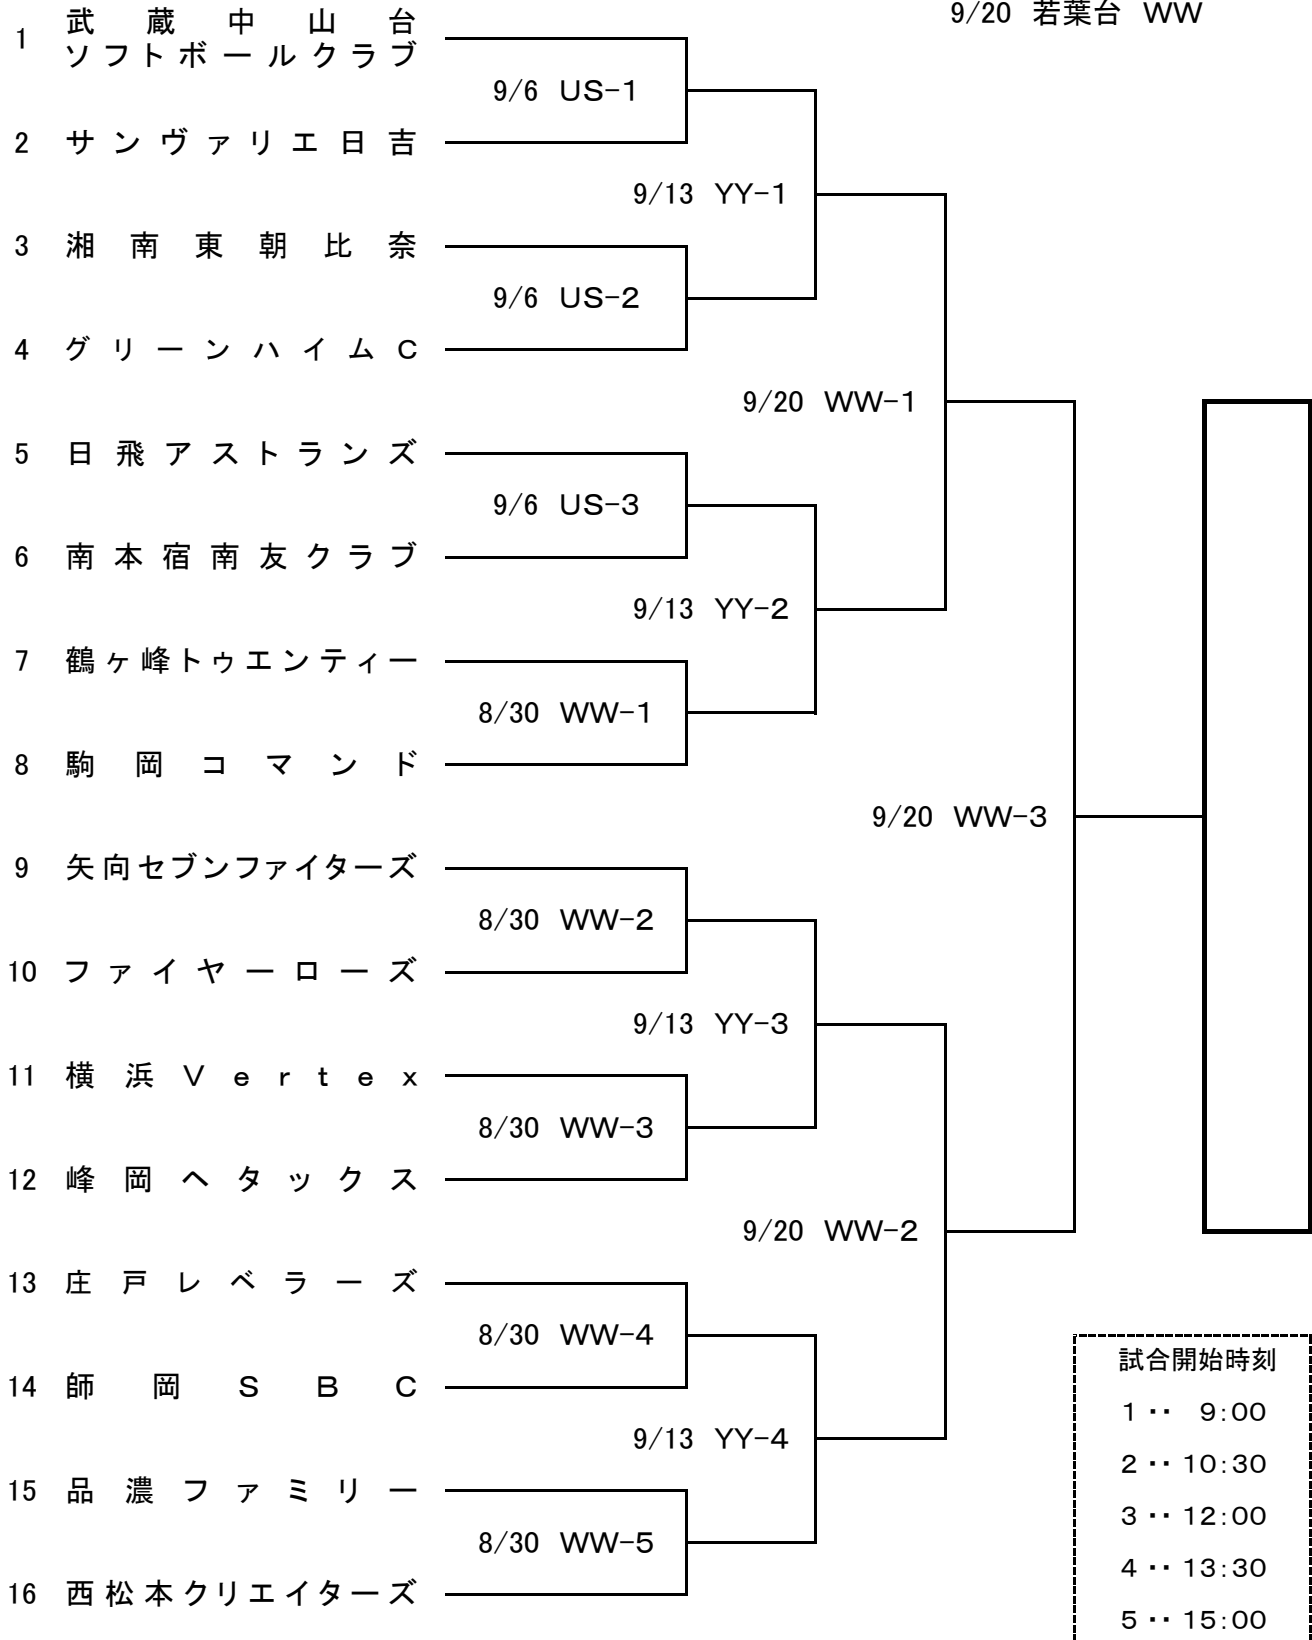 9/20 若葉台 WW
1 武蔵中山台
ソフトボールクラブ
9/6 US-1
2 サンヴァリエ日吉
9/13 YY-1
3 湘南東朝比奈
9/6 US-2
4 グリーンハイムC
9/20 WW-1
5 日飛アストランズ
9/6 US-3
6 南本宿南友クラブ
9/13 YY-2
7 鶴ヶ峰トゥエンティー
8/30 WW-1
8 駒岡コマンド
9/20 WW-3
9 矢向セブンファイターズ
8/30 WW-2
10 ファイヤーローズ
9/13 YY-3
11 横浜Vertex
8/30 WW-3
12 峰岡ヘタックス
9/20 WW-2
13 庄戸レベラーズ
8/30 WW-4
14 師岡SBC
9/13 YY-4
15 品濃ファミリー
8/30 WW-5
16 西松本クリエイターズ
試合開始時刻
1 ‥ 9:00
2 ‥ 10:30
3 ‥ 12:00
4 ‥ 13:30
5 ‥ 15:00